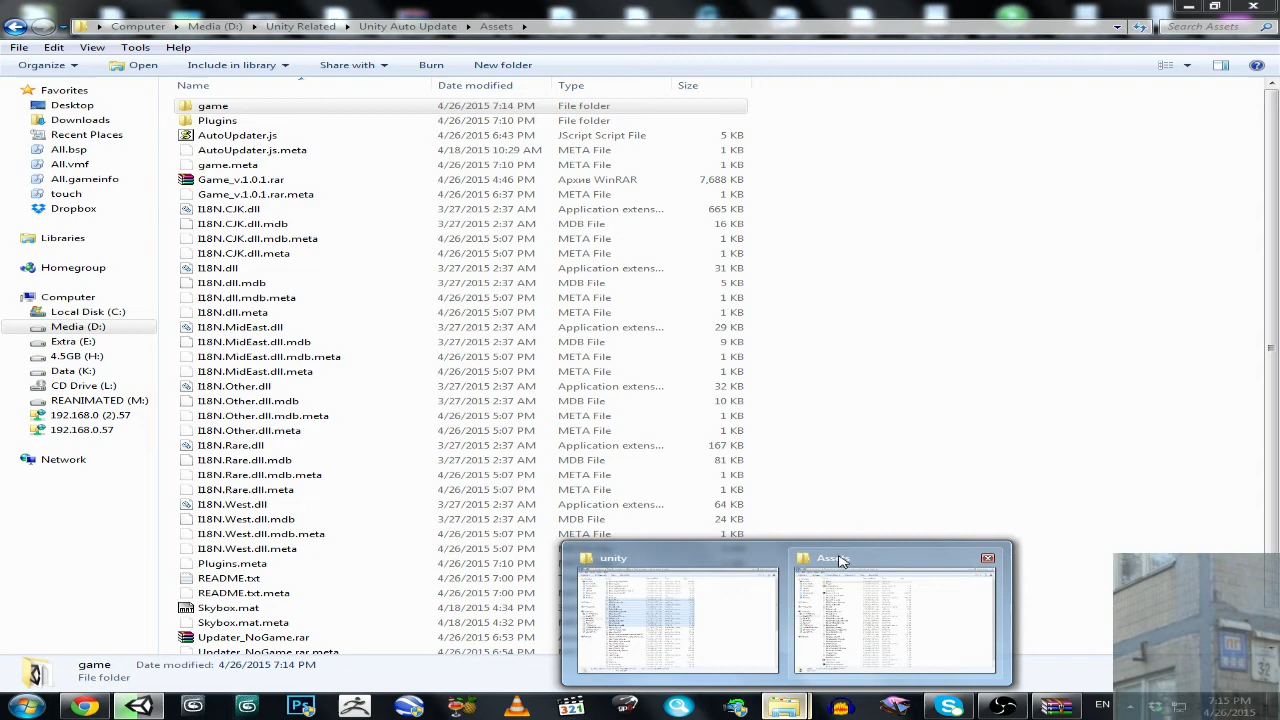 Computer ▸ Media (D:) ▸ Unity Related ▸ Unity Auto Update ▸ Assets ▸
Search Assets
File Edit View Tools Help
Organize Open Include in library Share with Burn New folder
Name Date modified Type Size
Favorites
Desktop
Downloads
Recent Places
All.bsp
All.vmf
All.gameinfo
touch
Dropbox
Libraries
Homegroup
Computer
Local Disk (C:)
Media (D:)
Extra (E:)
4.5GB (H:)
Data (K:)
CD Drive (L:)
REANIMATED (M:)
192.168.0 (2).57
192.168.0.57
Network
game 4/26/2015 7:14 PM File folder
Plugins 4/26/2015 7:10 PM File folder
AutoUpdater.js 4/26/2015 6:43 PM JScript Script File 5 KB
AutoUpdater.js.meta 4/18/2015 10:29 AM META File 1 KB
game.meta 4/26/2015 7:10 PM META File 1 KB
Game_v.1.0.1.rar 4/26/2015 4:46 PM Архив WinRAR 7,688 KB
Game_v.1.0.1.rar.meta 4/26/2015 6:37 PM META File 1 KB
I18N.CJK.dll 3/27/2015 2:37 AM Application extens... 665 KB
I18N.CJK.dll.mdb 3/27/2015 2:37 AM MDB File 16 KB
I18N.CJK.dll.mdb.meta 4/26/2015 5:07 PM META File 1 KB
I18N.CJK.dll.meta 4/26/2015 5:07 PM META File 1 KB
I18N.dll 3/27/2015 2:37 AM Application extens... 31 KB
I18N.dll.mdb 3/27/2015 2:37 AM MDB File 5 KB
I18N.dll.mdb.meta 4/26/2015 5:07 PM META File 1 KB
I18N.dll.meta 4/26/2015 5:07 PM META File 1 KB
I18N.MidEast.dll 3/27/2015 2:37 AM Application extens... 29 KB
I18N.MidEast.dll.mdb 3/27/2015 2:37 AM MDB File 9 KB
I18N.MidEast.dll.mdb.meta 4/26/2015 5:07 PM META File 1 KB
I18N.MidEast.dll.meta 4/26/2015 5:07 PM META File 1 KB
I18N.Other.dll 3/27/2015 2:37 AM Application extens... 32 KB
I18N.Other.dll.mdb 3/27/2015 2:37 AM MDB File 10 KB
I18N.Other.dll.mdb.meta 4/26/2015 5:07 PM META File 1 KB
I18N.Other.dll.meta 4/26/2015 5:07 PM META File 1 KB
I18N.Rare.dll 3/27/2015 2:37 AM Application extens... 167 KB
I18N.Rare.dll.mdb 3/27/2015 2:37 AM MDB File 81 KB
I18N.Rare.dll.mdb.meta 4/26/2015 5:07 PM META File 1 KB
I18N.Rare.dll.meta 4/26/2015 5:07 PM META File 1 KB
I18N.West.dll 3/27/2015 2:37 AM Application extens... 64 KB
I18N.West.dll.mdb 3/27/2015 2:37 AM MDB File 24 KB
I18N.West.dll.mdb.meta 4/26/2015 5:07 PM META File 1 KB
I18N.West.dll.meta 4/26/2015 5:07 PM
Plugins.meta 4/26/2015 7:10 PM
README.txt 4/26/2015 7:00 PM
README.txt.meta 4/26/2015 7:00 PM
Skybox.mat 4/18/2015 4:34 PM
Skybox.mat.meta 4/18/2015 4:32 PM
Updater_NoGame.rar 4/26/2015 6:53 PM
unity Assets
game Date modified: 4/26/2015 7:14 PM
File folder
321
EN
7:15 PM
4/26/2015